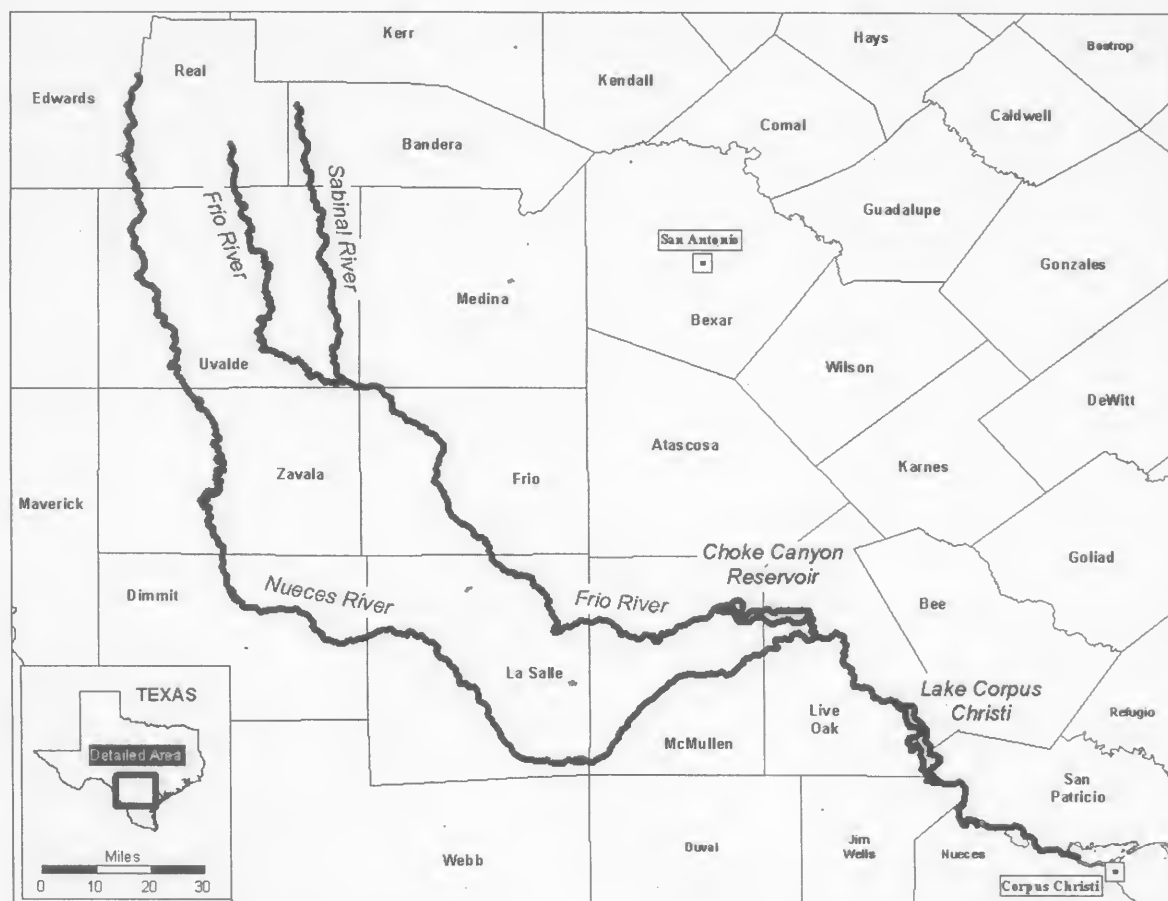 Kerr
Hays
Bastrop
Real
Kendall
Edwards
Caldwell
Comal
Bandera
Sabinal River
Frio River
Guadalupe
San Antonio
Gonzales
Medina
Bexar
Uvalde
Wilson
DeWitt
Atascosa
Karnes
Zavala
Frio
Maverick
Choke Canyon
Reservoir
Goliad
Dimmit
Nueces River
Frio River
Bee
La Salle
Lake Corpus
Christi
TEXAS
Live
Oak
Refugio
Detailed Area
McMullen
San
Patricio
Miles
0 10 20 30
Webb
Duval
Jim
Wells
Nueces
Corpus Christi